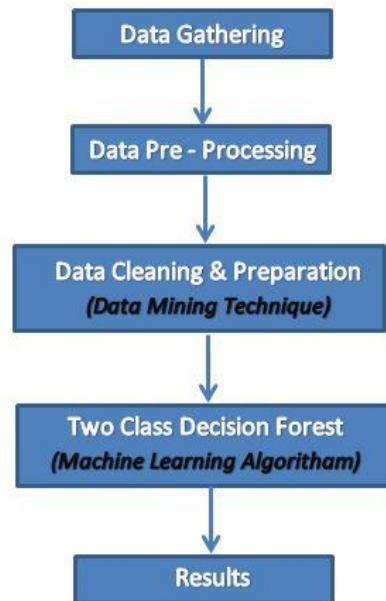 Data Gathering
Data Pre - Processing
Data Cleaning & Preparation
(Data Mining Technique)
Two Class Decision Forest
(Machine Learning Algoritham)
Results